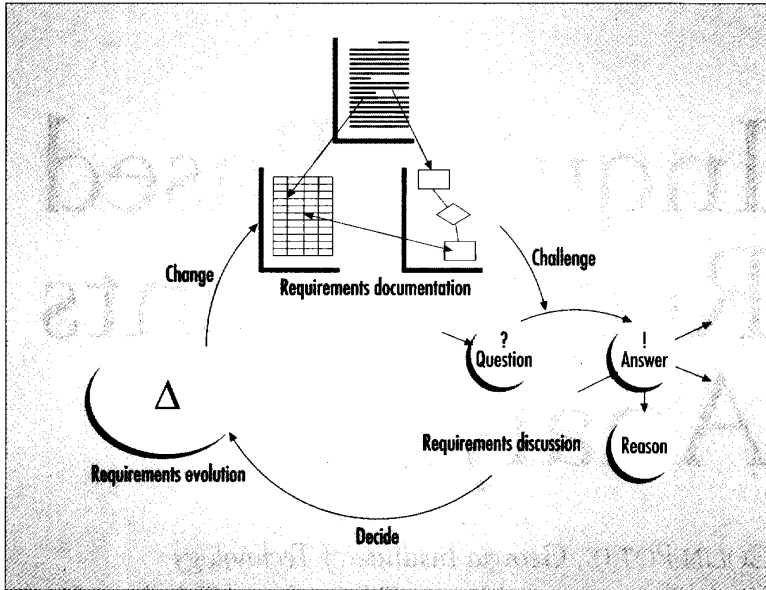 Change
Requirements documentation
Challenge
?
Question
!
Answer
Δ
Requirements evolution
Requirements discussion
Reason
Decide